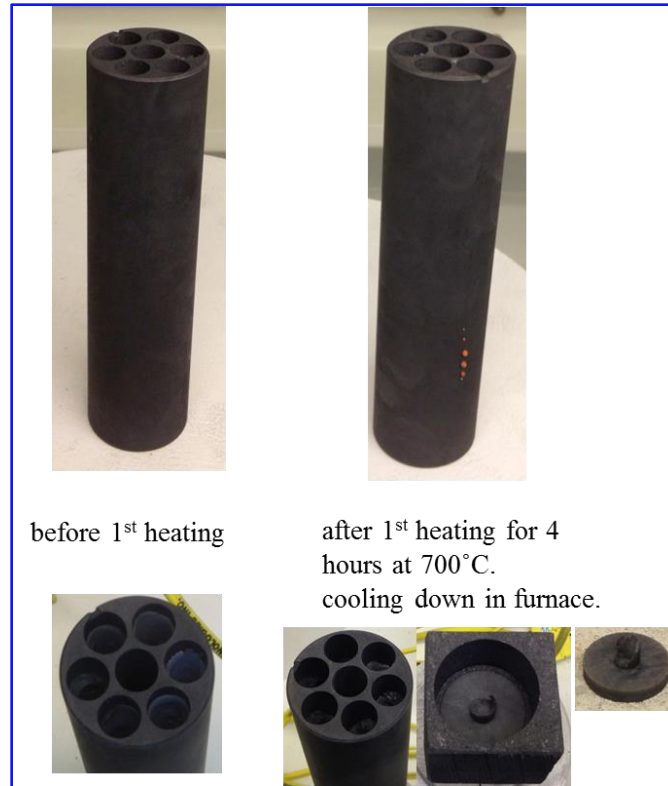 before 1st heating
after 1st heating for 4
hours at 700˚C.
cooling down in furnace.